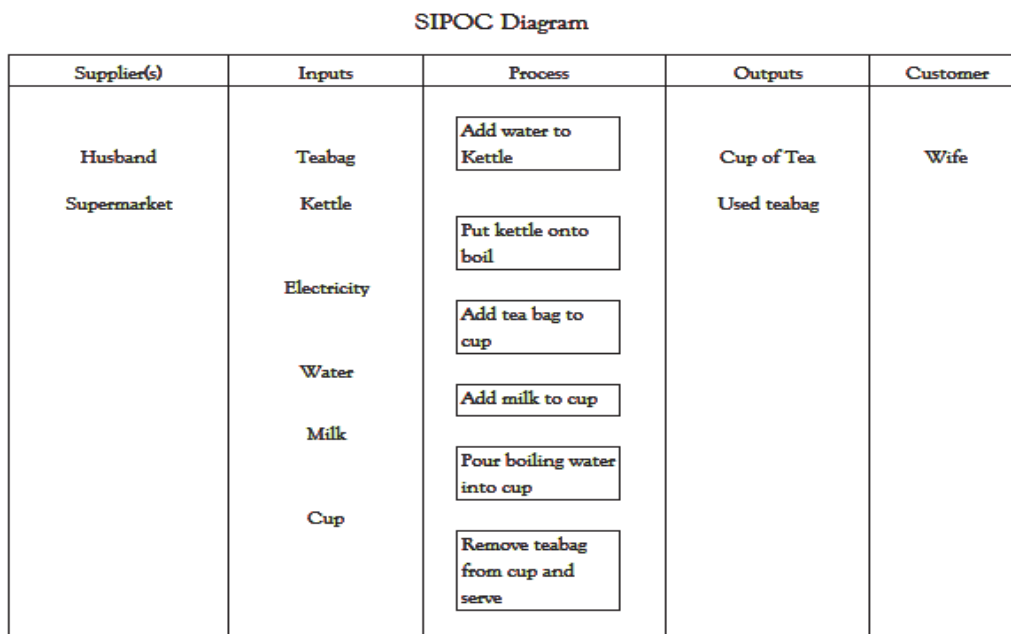 SIPOC Diagram
Supplier(s) Inputs Process Outputs Customer
Add water to
Husband Teabag Kettle Cup of Tea Wife
Supermarket Kettle Used teabag
Put kettle onto
boil
Electricity
Add tea bag to
cup
Water
Add milk to cup
Milk
Pour boiling water
into cup
Cup
Remove teabag
from cup and
serve